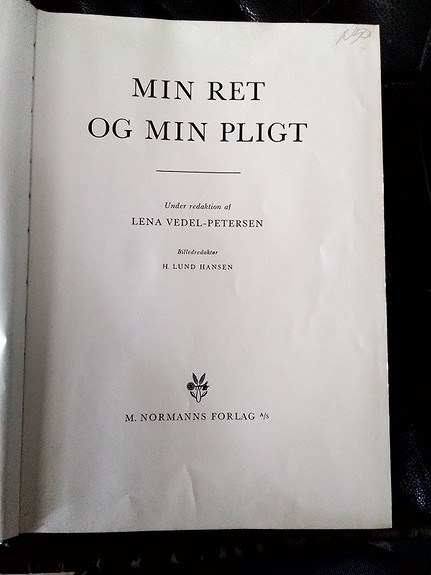 MIN RET
OG MIN PLIGT
Under redaktion af
LENA VEDEL-PETERSEN
Billedredaktør
H. LUND HANSEN
M. NORMANNS FORLAG A/S